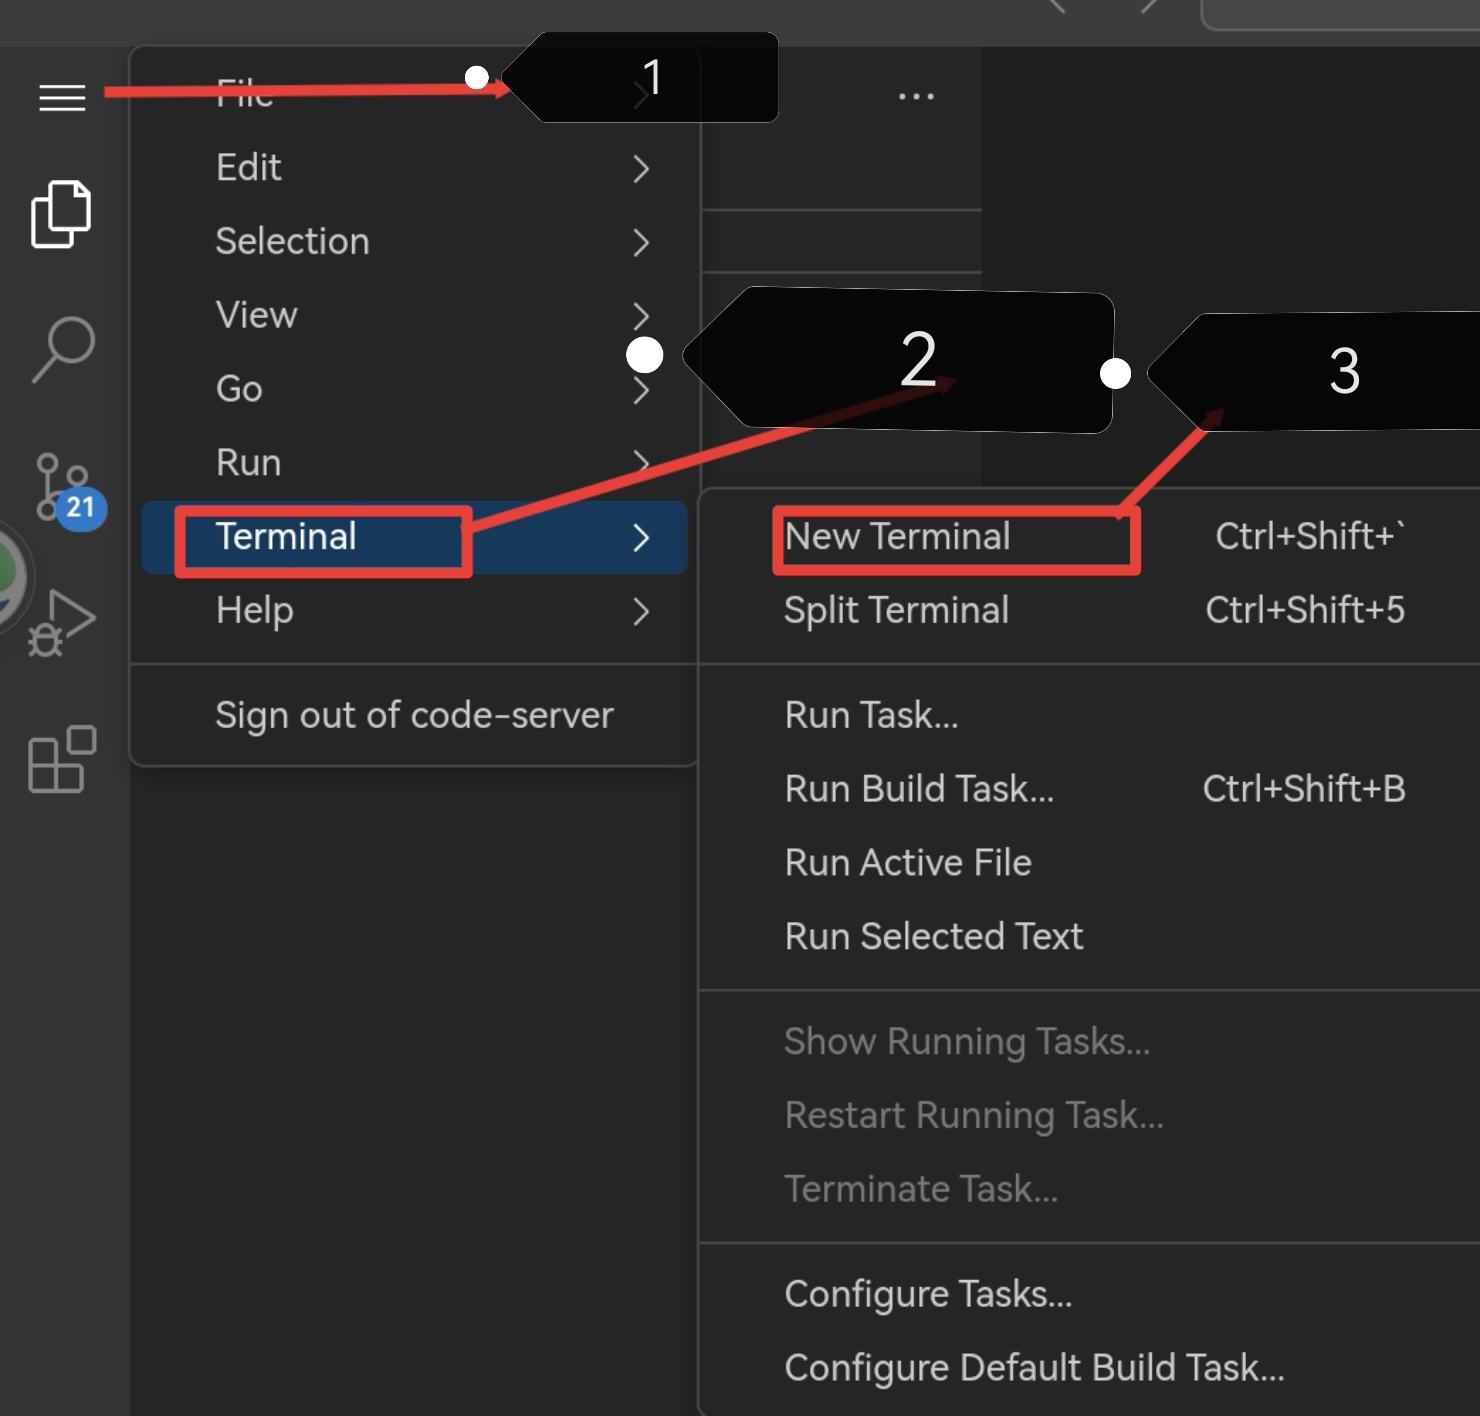 File
1
Edit
Selection
View
Go
2
3
Run
21
Terminal
New Terminal Ctrl+Shift+`
Help
Split Terminal Ctrl+Shift+5
Sign out of code-server
Run Task...
Run Build Task... Ctrl+Shift+B
Run Active File
Run Selected Text
Show Running Tasks...
Restart Running Task...
Terminate Task...
Configure Tasks...
Configure Default Build Task...